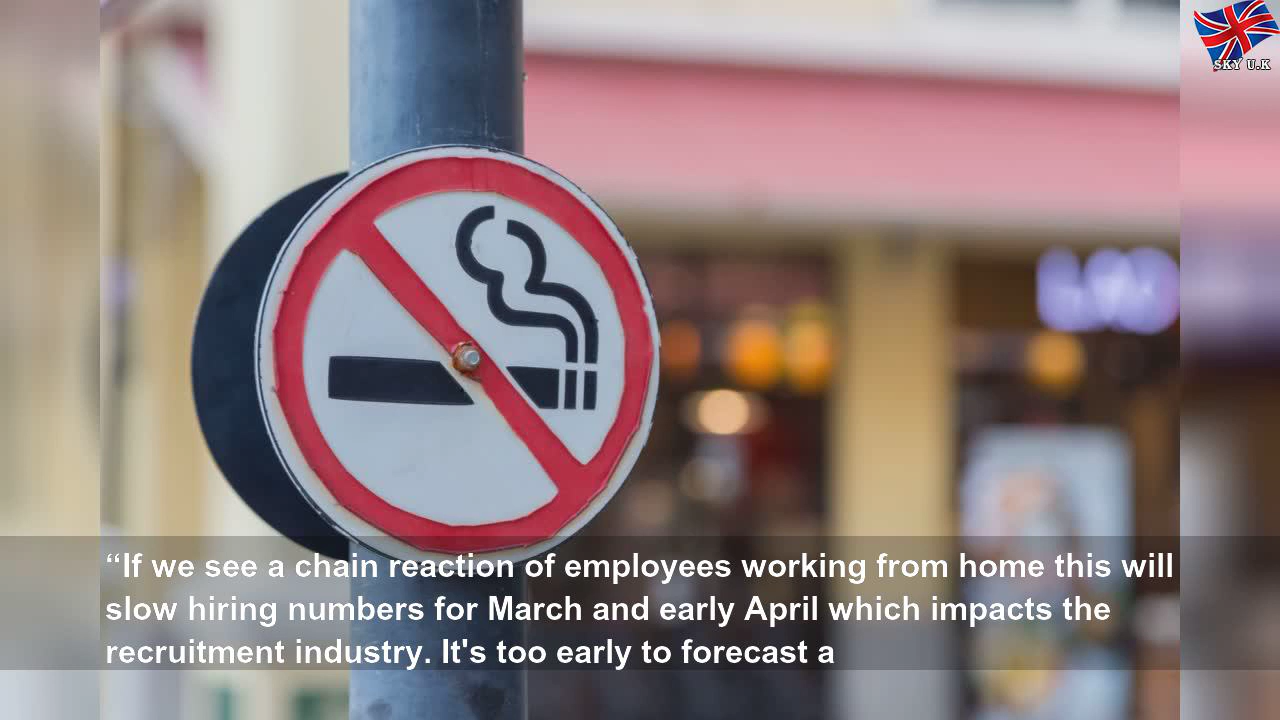 SKY U.K
“If we see a chain reaction of employees working from home this will
slow hiring numbers for March and early April which impacts the
recruitment industry. It's too early to forecast a